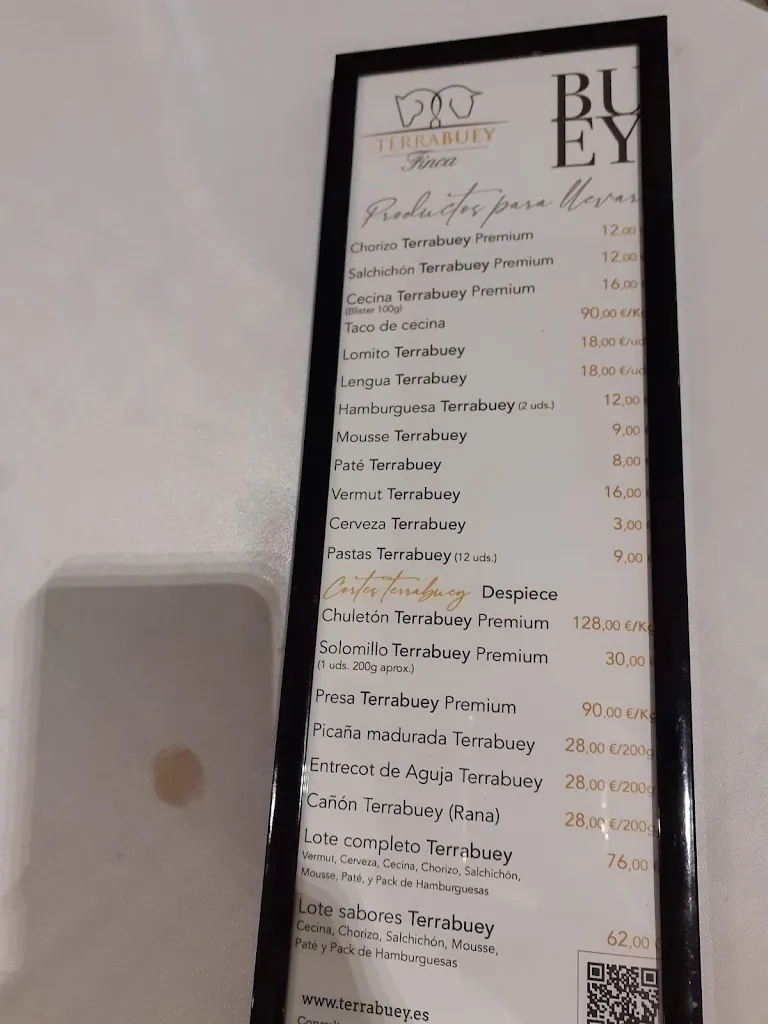 TERRABUEY
Finca
BU
EY
Productos para llevar
Chorizo Terrabuey Premium 12,00
Salchichón Terrabuey Premium 12,00
Cecina Terrabuey Premium 16,00
(Blister 100g)
Taco de cecina 90,00 €/K
Lomito Terrabuey 18,00 €/ud
Lengua Terrabuey 18,00 €/ud
Hamburguesa Terrabuey (2 uds.) 12,00
Mousse Terrabuey 9,00
Paté Terrabuey 8,00
Vermut Terrabuey 16,00
Cerveza Terrabuey 3,00
Pastas Terrabuey (12 uds.) 9,00
Cortes Terrabuey Despiece
Chuletón Terrabuey Premium 128,00 €/K
Solomillo Terrabuey Premium 30,00
(1 uds. 200g aprox.)
Presa Terrabuey Premium 90,00 €/K
Picaña madurada Terrabuey 28,00 €/200g
Entrecot de Aguja Terrabuey 28,00 €/200g
Cañón Terrabuey (Rana) 28,00 €/200g
Lote completo Terrabuey 76,00
Vermut, Cerveza, Cecina, Chorizo, Salchichón,
Mousse, Paté, y Pack de Hamburguesas
Lote sabores Terrabuey 62,00
Cecina, Chorizo, Salchichón, Mousse,
Paté y Pack de Hamburguesas
www.terrabuey.es